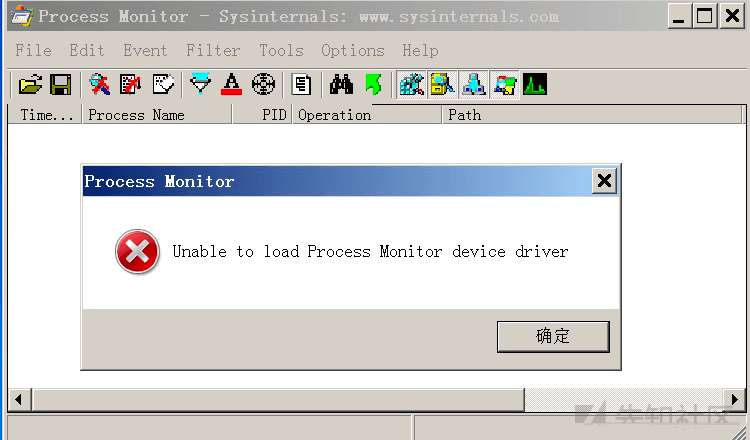 Process Monitor - Sysinternals: www.sysinternals.com
File Edit Event Filter Tools Options Help
Time... Process Name PID Operation Path
Process Monitor
Unable to load Process Monitor device driver
确定
先知社区